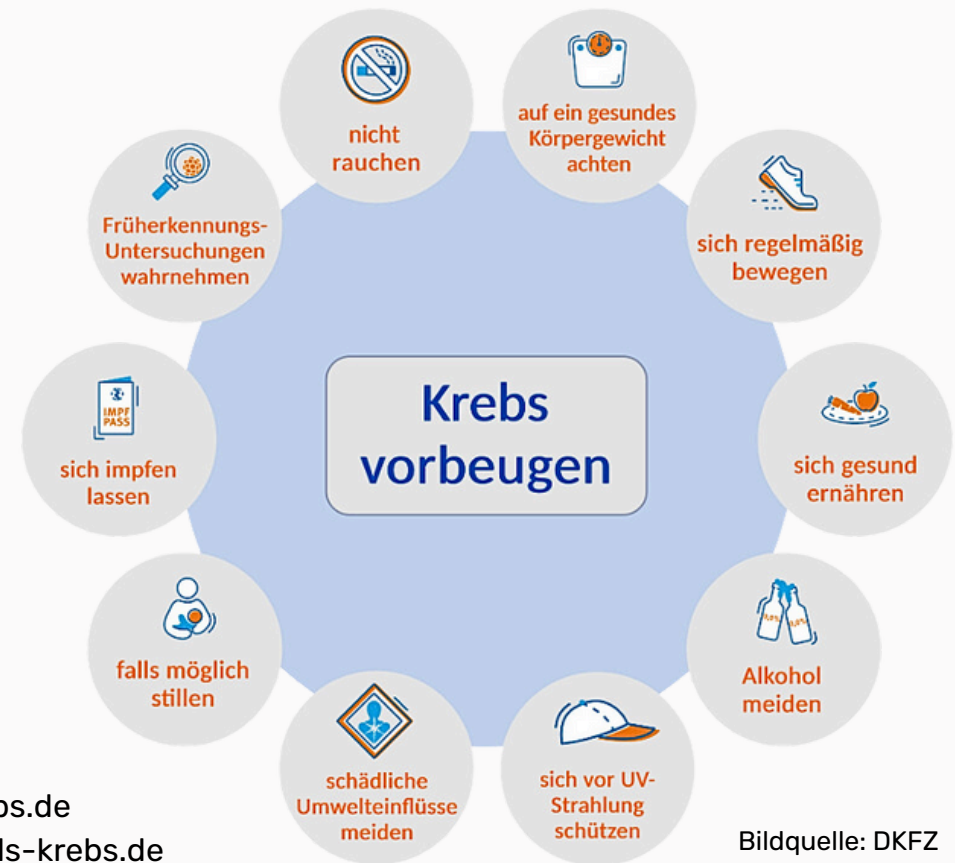 nicht
rauchen
auf ein gesundes
Körpergewicht
achten
sich regelmäßig
bewegen
sich gesund
ernähren
Alkohol
meiden
sich vor UV-
Strahlung
schützen
schädliche
Umwelteinflüsse
meiden
falls möglich
stillen
IMPF
PASS
sich impfen
lassen
Früherkennungs-
Untersuchungen
wahrnehmen
Krebs
vorbeugen
ls-krebs.de
Bildquelle: DKFZ